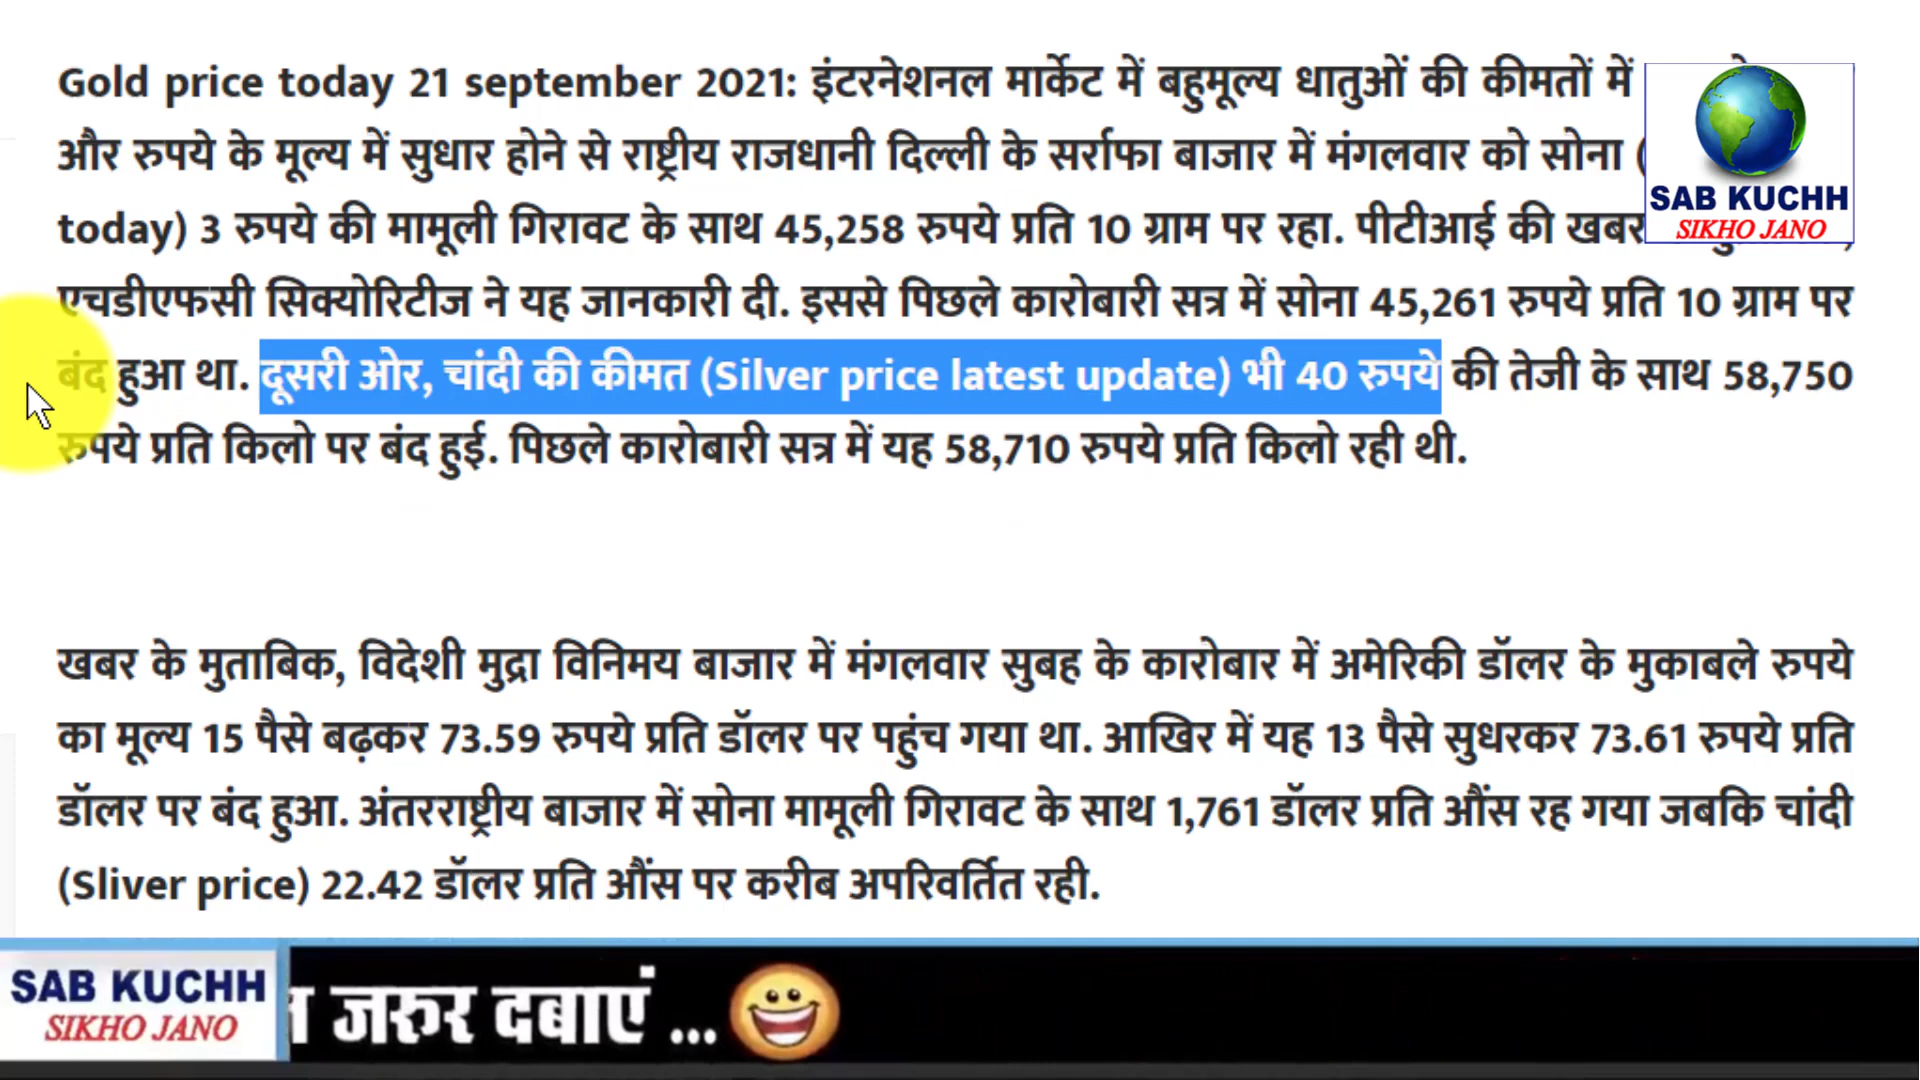 Gold price today 21 september 2021: इंटरनेशनल मार्केट में बहुमूल्य धातुओं की कीमतों में
और रुपये के मूल्य में सुधार होने से राष्ट्रीय राजधानी दिल्ली के सर्राफा बाजार में मंगलवार को सोना (
today) 3 रुपये की मामूली गिरावट के साथ 45,258 रुपये प्रति 10 ग्राम पर रहा. पीटीआई की खबर
एचडीएफसी सिक्योरिटीज ने यह जानकारी दी. इससे पिछले कारोबारी सत्र में सोना 45,261 रुपये प्रति 10 ग्राम पर
बंद हुआ था. दूसरी ओर, चांदी की कीमत (Silver price latest update) भी 40 रुपये की तेजी के साथ 58,750
रुपये प्रति किलो पर बंद हुई. पिछले कारोबारी सत्र में यह 58,710 रुपये प्रति किलो रही थी.
SAB KUCHH
SIKHO JANO
खबर के मुताबिक, विदेशी मुद्रा विनिमय बाजार में मंगलवार सुबह के कारोबार में अमेरिकी डॉलर के मुकाबले रुपये
का मूल्य 15 पैसे बढ़कर 73.59 रुपये प्रति डॉलर पर पहुंच गया था. आखिर में यह 13 पैसे सुधरकर 73.61 रुपये प्रति
डॉलर पर बंद हुआ. अंतरराष्ट्रीय बाजार में सोना मामूली गिरावट के साथ 1,761 डॉलर प्रति औंस रह गया जबकि चांदी
(Sliver price) 22.42 डॉलर प्रति औंस पर करीब अपरिवर्तित रही.
SAB KUCHH
SIKHO JANO
जरुर दबाएं ...